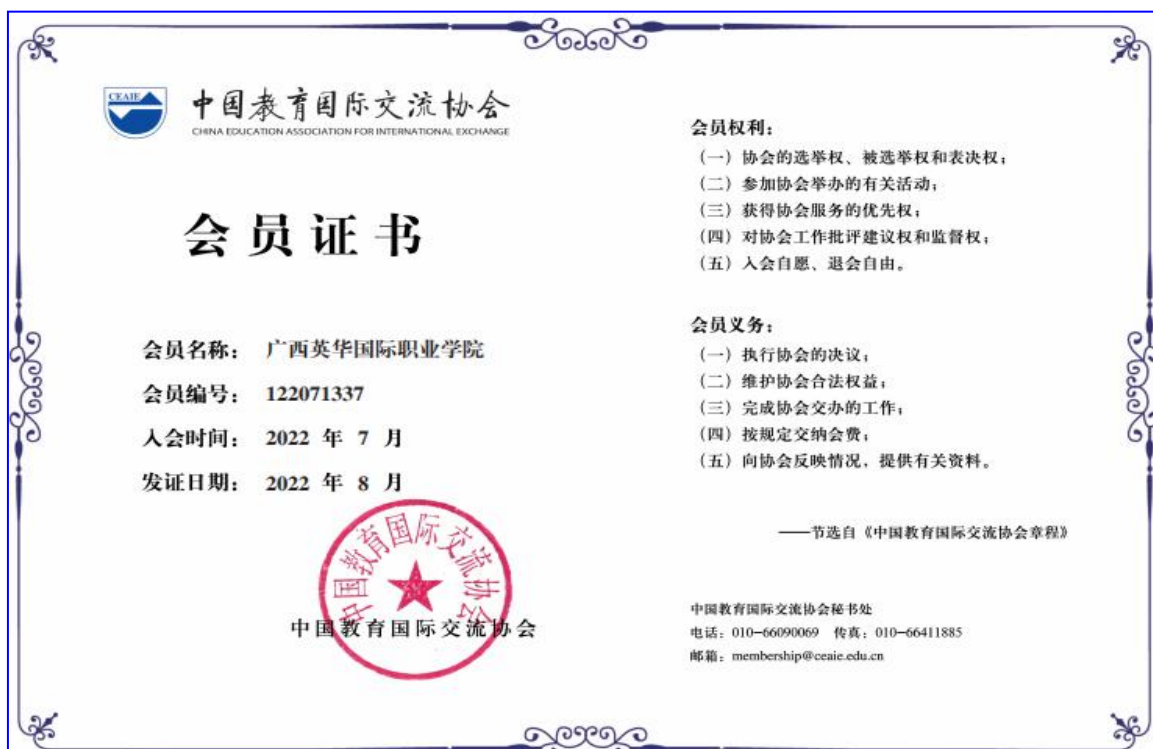 CEAIE
中国教育国际交流协会
CHINA EDUCATION ASSOCIATION FOR INTERNATIONAL EXCHANGE
会员证书
会员名称： 广西英华国际职业学院
会员编号： 122071337
入会时间： 2022 年 7 月
发证日期： 2022 年 8 月
中国教育国际交流协会
中国教育国际交流协会
会员权利：
（一）协会的选举权、被选举权和表决权；
（二）参加协会举办的有关活动；
（三）获得协会服务的优先权；
（四）对协会工作批评建议权和监督权；
（五）入会自愿、退会自由。
会员义务：
（一）执行协会的决议；
（二）维护协会合法权益；
（三）完成协会交办的工作；
（四）按规定交纳会费；
（五）向协会反映情况，提供有关资料。
——节选自《中国教育国际交流协会章程》
中国教育国际交流协会秘书处
电话：010-66090069 传真：010-66411885
邮箱：membership@ceaie.edu.cn